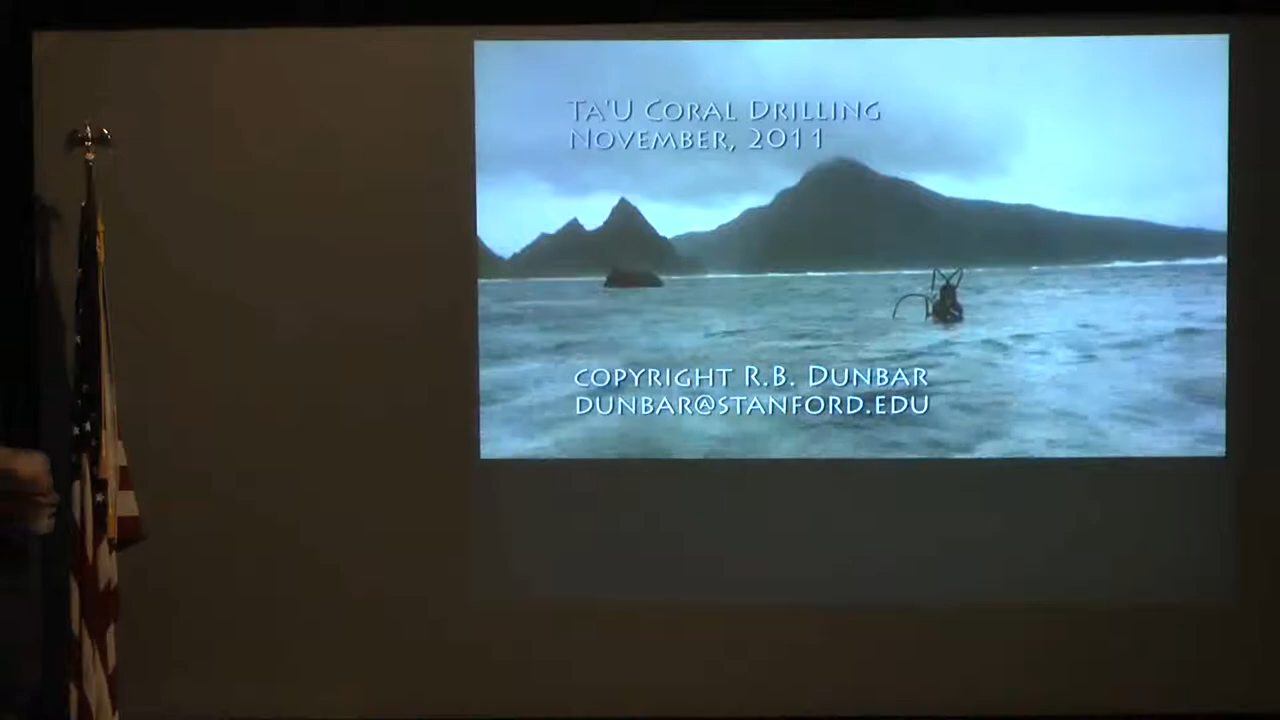 Ta'u Coral Drilling
November, 2011
Copyright R.B. Dunbar
dunbar@stanford.edu